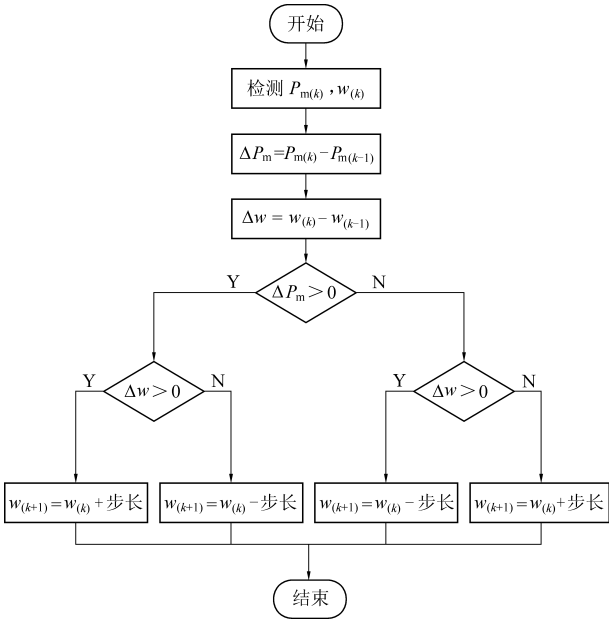 开始
检测 Pm(k) ,w(k)
ΔPm=Pm(k)−Pm(k−1)
Δw = w(k)− w(k−1)
Y
ΔPm>0
N
Y
Δw>0
N
Y
Δw>0
N
w(k+1)=w(k)+步长
w(k+1)=w(k)−步长
w(k+1)=w(k)−步长
w(k+1)=w(k)+步长
结束